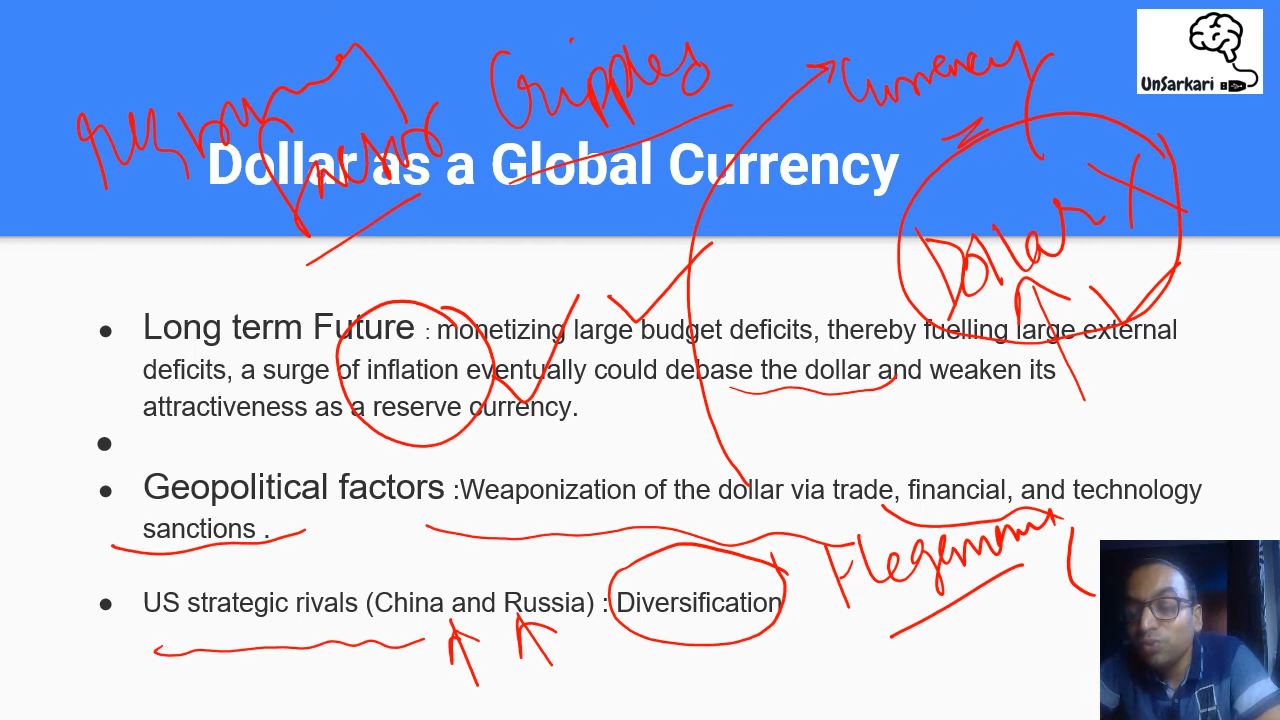 UnSarkari
Cripples
Currency
Factor
Dollar as a Global Currency
Dollar
Long term Future : monetizing large budget deficits, thereby fuelling large external
deficits, a surge of inflation eventually could debase the dollar and weaken its
attractiveness as a reserve currency.
Geopolitical factors :Weaponization of the dollar via trade, financial, and technology
sanctions .
US strategic rivals (China and Russia) : Diversification